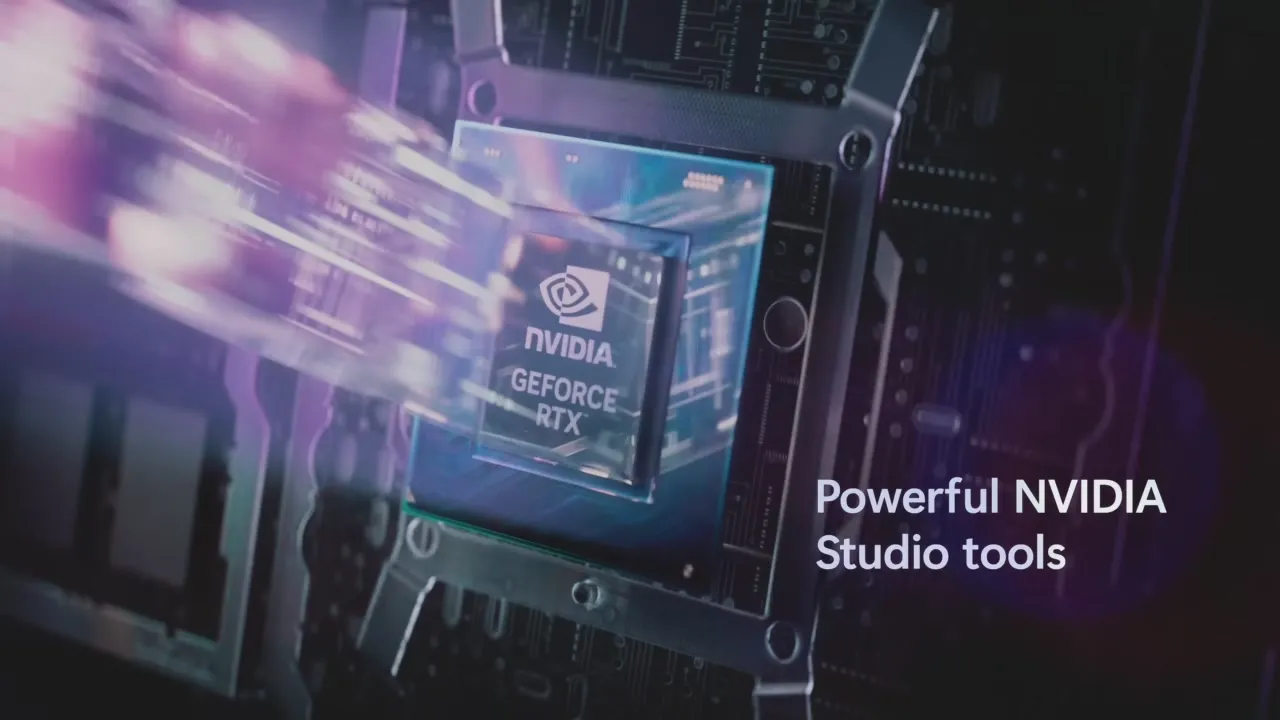 NVIDIA
GEFORCE
RTX
Powerful NVIDIA
Studio tools